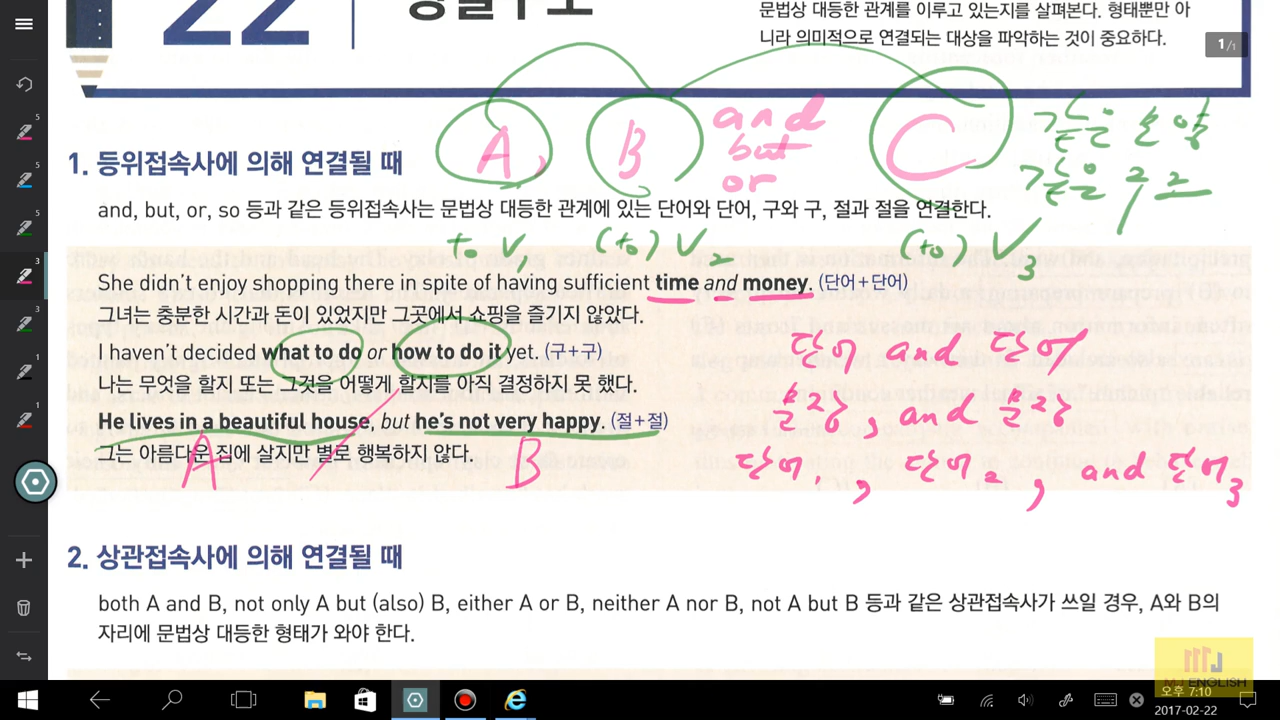 22
문법상 대등한 관계를 이루고 있는지를 살펴본다. 형태뿐만 아
니라 의미적으로 연결되는 대상을 파악하는 것이 중요하다.
1/1
A, B and C 같은 모양
but
or 같은 구조
1. 등위접속사에 의해 연결될 때
and, but, or, so 등과 같은 등위접속사는 문법상 대등한 관계에 있는 단어와 단어, 구와 구, 절과 절을 연결한다.
to V1 (to) V2 (to) V3
She didn't enjoy shopping there in spite of having sufficient time and money. (단어+단어)
그녀는 충분한 시간과 돈이 있었지만 그곳에서 쇼핑을 즐기지 않았다.
I haven't decided what to do or how to do it yet. (구+구)
나는 무엇을 할지 또는 그것을 어떻게 할지를 아직 결정하지 못 했다.
He lives in a beautiful house, but he's not very happy. (절+절)
그는 아름다운 집에 살지만 별로 행복하지 않다.
A / B
단어 and 단어
문장, and 문장
단어1, 단어2, and 단어3
2. 상관접속사에 의해 연결될 때
both A and B, not only A but (also) B, either A or B, neither A nor B, not A but B 등과 같은 상관접속사가 쓰일 경우, A와 B의
자리에 문법상 대등한 형태가 와야 한다.
MJ ENGLISH
오후 7:10
2017-02-22